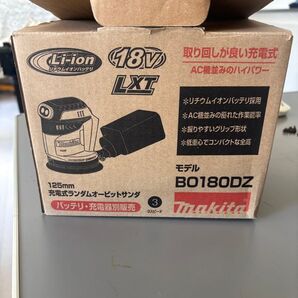 Li-ion
リチウムイオンバッテリ
18V
LXT
取り回しが良い充電式
AC機並みのハイパワー
•リチウムイオンバッテリ採用
•AC機並みの優れた作業能率
•握りやすいグリップ形状
•低重心でコンパクトな全高
125mm
充電式ランダムオービットサンダ
バッテリ・充電器別販売
3
モデル
BO180DZ
makita